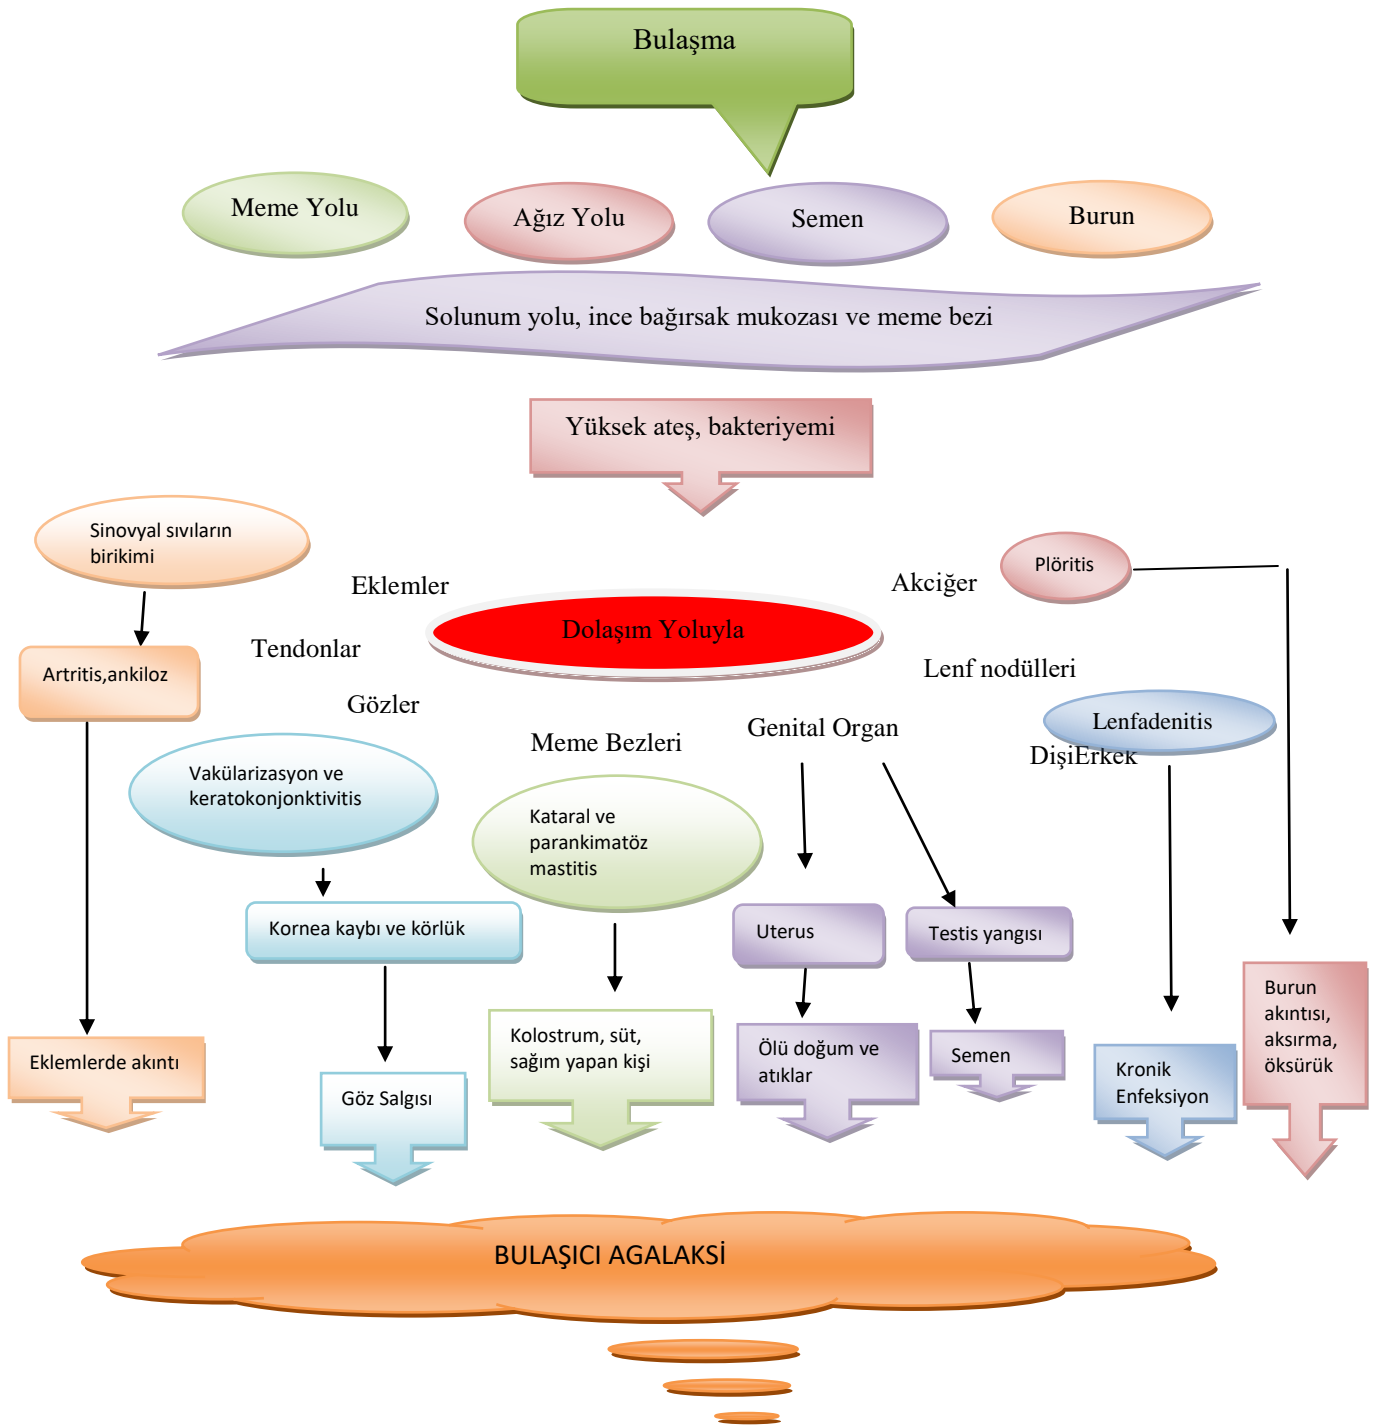 Bulaşma
Meme Yolu
Ağız Yolu
Semen
Burun
Solunum yolu, ince bağırsak mukozası ve meme bezi
Yüksek ateş, bakteriyemi
Sinovyal sıvıların
birikimi
Plöritis
Eklemler
Akciğer
Dolaşım Yoluyla
Tendonlar
Artritis,ankiloz
Lenf nodülleri
Gözler
Lenfadenitis
Genital Organ
Meme Bezleri
DişiErkek
Vakülarizasyon ve
keratokonjonktivitis
Kataral ve
parankimatöz
mastitis
Kornea kaybı ve körlük
Uterus
Testis yangısı
Burun
akıntısı,
aksırma,
öksürük
Eklemlerde akıntı
Göz Salgısı
Kolostrum, süt,
sağım yapan kişi
Ölü doğum ve
atıklar
Semen
Kronik
Enfeksiyon
BULAŞICI AGALAKSİ